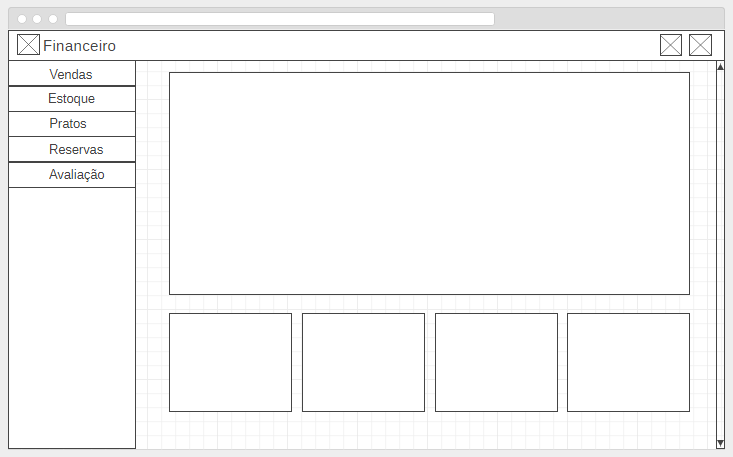 Financeiro
Vendas
Estoque
Pratos
Reservas
Avaliação